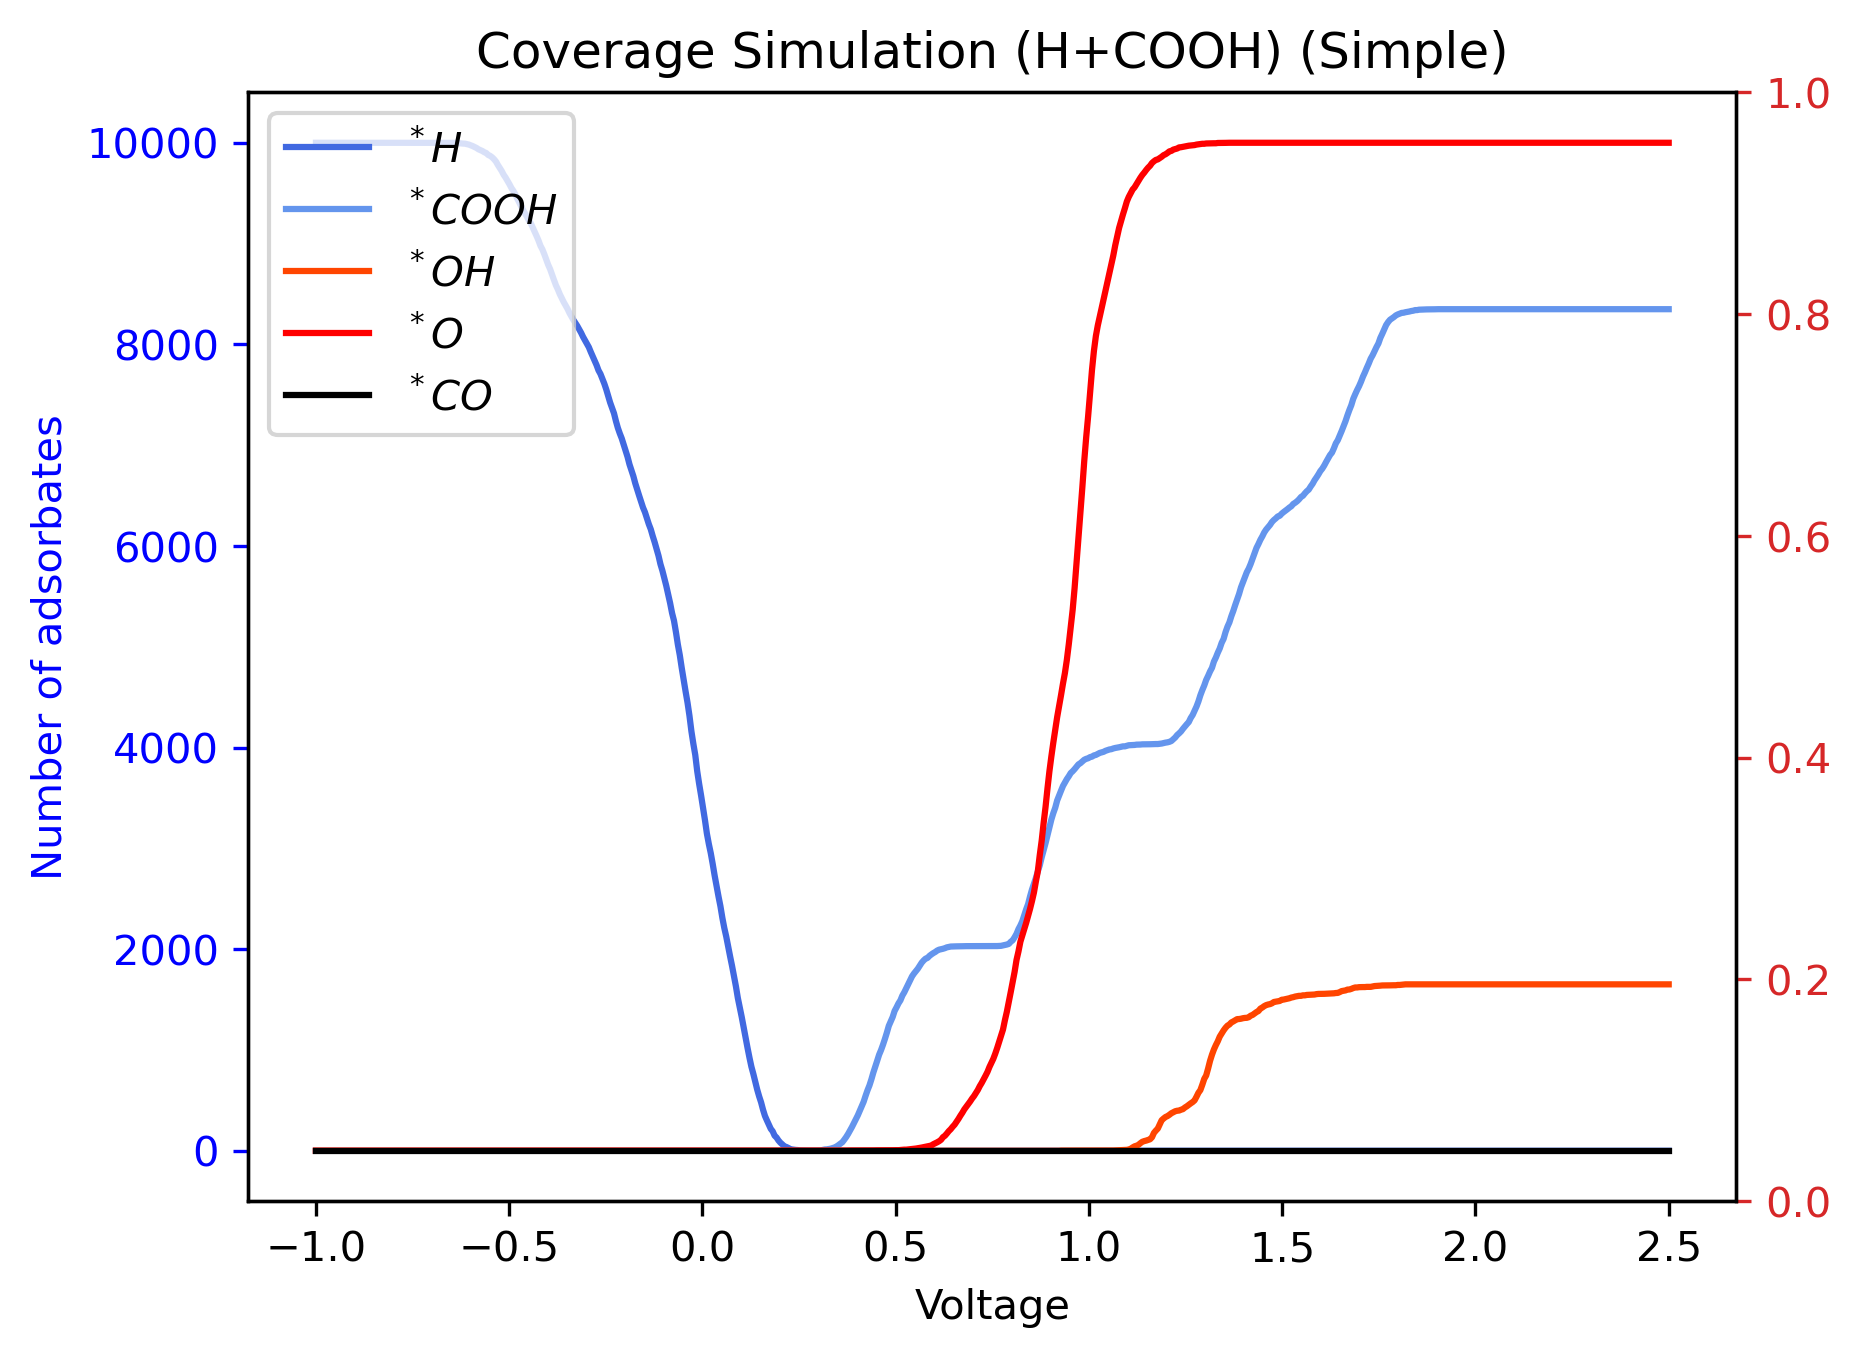 Coverage Simulation (H+COOH) (Simple)
*H
*COOH
*OH
*O
*CO
Number of adsorbates
10000
8000
6000
4000
2000
0
1.0
0.8
0.6
0.4
0.2
0.0
−1.0 −0.5 0.0 0.5 1.0 1.5 2.0 2.5
Voltage